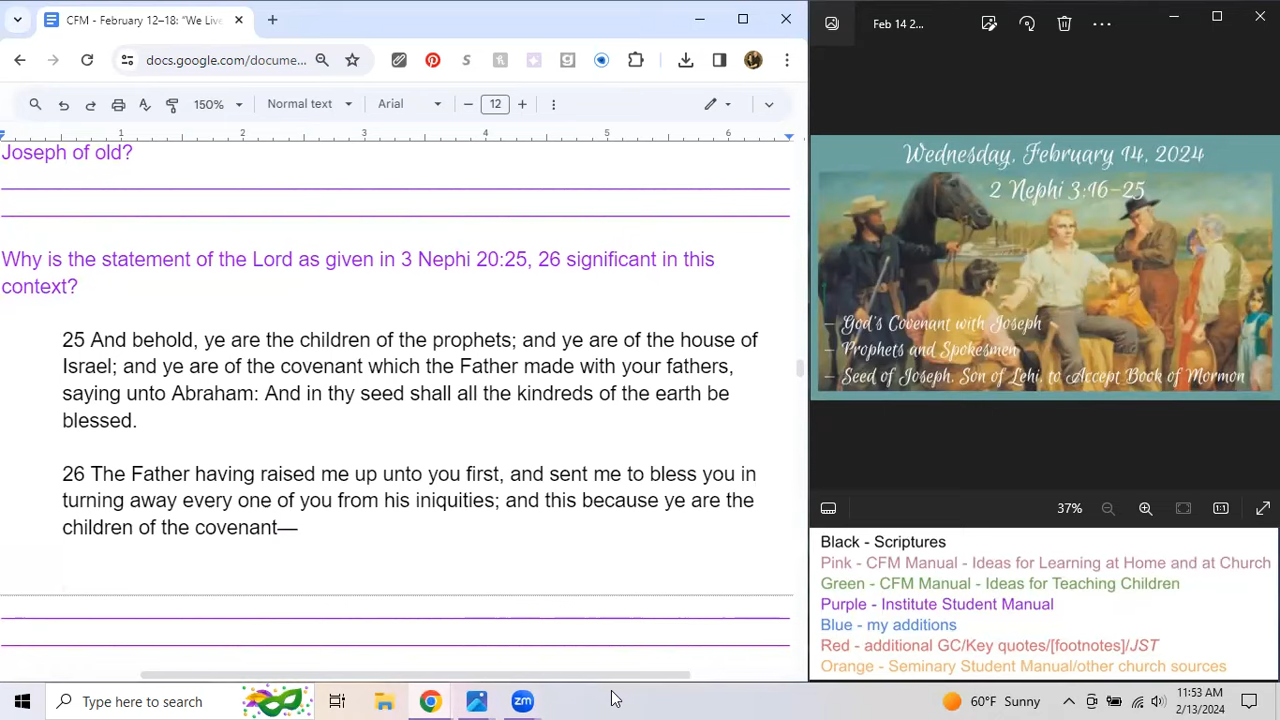 CFM - February 12–18: “We Live
docs.google.com/docume...
150%
Normal text
Arial
12
1 2 3 4 5 6
Joseph of old?
Why is the statement of the Lord as given in 3 Nephi 20:25, 26 significant in this
context?
25 And behold, ye are the children of the prophets; and ye are of the house of
Israel; and ye are of the covenant which the Father made with your fathers,
saying unto Abraham: And in thy seed shall all the kindreds of the earth be
blessed.
26 The Father having raised me up unto you first, and sent me to bless you in
turning away every one of you from his iniquities; and this because ye are the
children of the covenant—
Feb 14 2...
Wednesday, February 14, 2024
2 Nephi 3:16-25
- God's Covenant with Joseph
- Prophets and Spokesmen
- Seed of Joseph, Son of Lehi, to Accept Book of Mormon
37%
1:1
Black - Scriptures
Pink - CFM Manual - Ideas for Learning at Home and at Church
Green - CFM Manual - Ideas for Teaching Children
Purple - Institute Student Manual
Blue - my additions
Red - additional GC/Key quotes/[footnotes]/JST
Orange - Seminary Student Manual/other church sources
Type here to search
zm
60°F Sunny
11:53 AM
2/13/2024